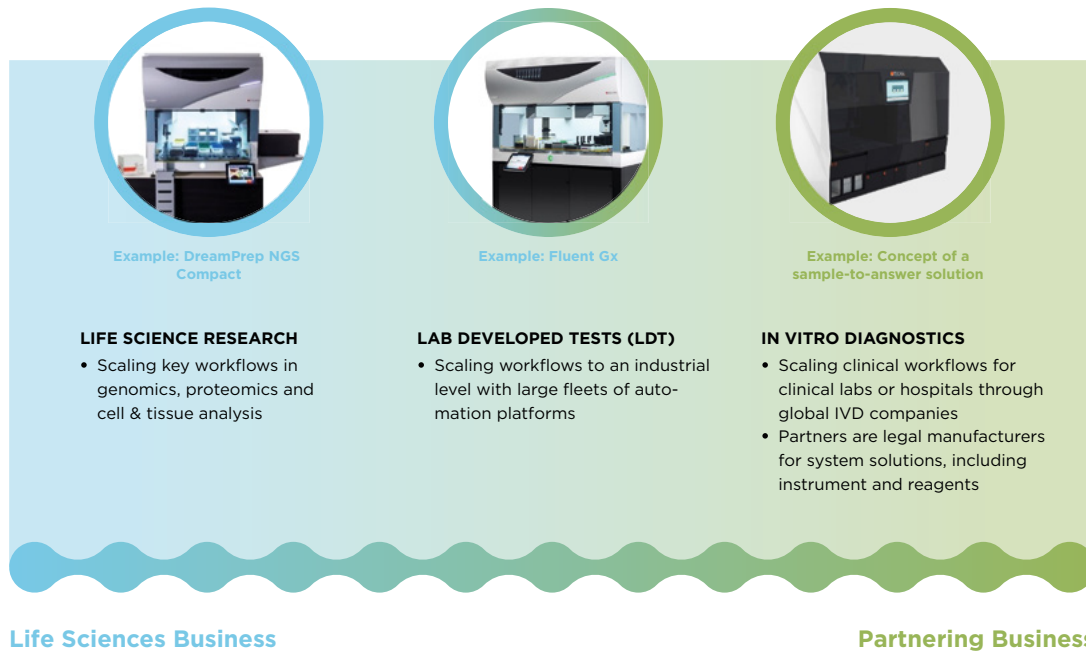 Example: DreamPrep NGS
Compact
Example: Fluent Gx
Example: Concept of a
sample-to-answer solution
LIFE SCIENCE RESEARCH
• Scaling key workflows in
genomics, proteomics and
cell & tissue analysis
LAB DEVELOPED TESTS (LDT)
• Scaling workflows to an industrial
level with large fleets of auto-
mation platforms
IN VITRO DIAGNOSTICS
• Scaling clinical workflows for
clinical labs or hospitals through
global IVD companies
• Partners are legal manufacturers
for system solutions, including
instrument and reagents
Life Sciences Business
Partnering Business